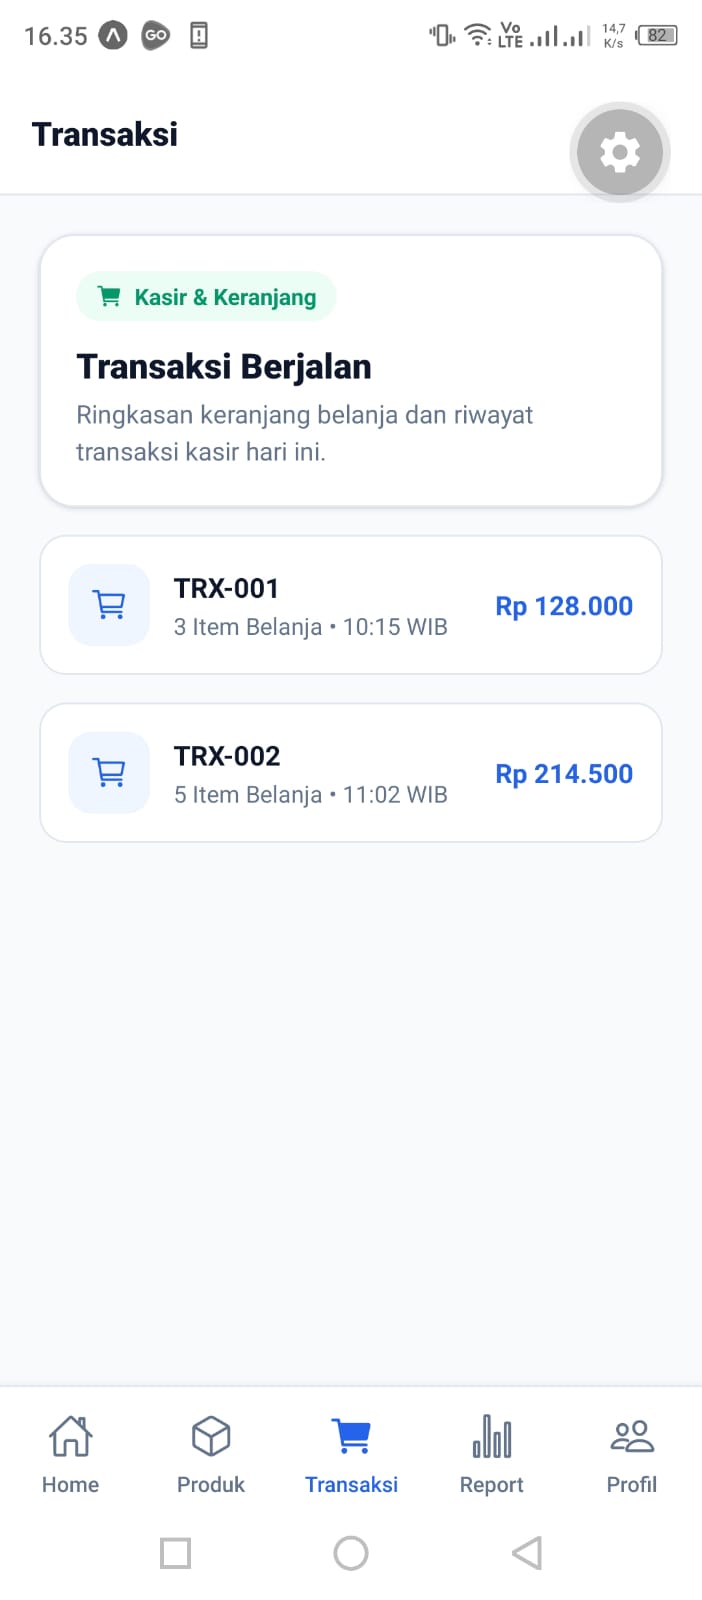 16.35
GO
Vo
LTE
14,7
K/s
82
Transaksi
Kasir & Keranjang
Transaksi Berjalan
Ringkasan keranjang belanja dan riwayat
transaksi kasir hari ini.
TRX-001
3 Item Belanja • 10:15 WIB
Rp 128.000
TRX-002
5 Item Belanja • 11:02 WIB
Rp 214.500
Home
Produk
Transaksi
Report
Profil